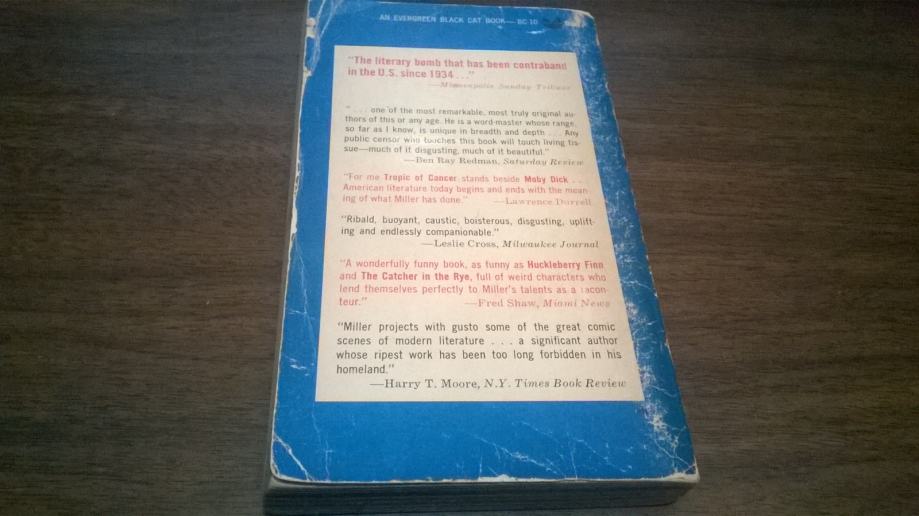 AN EVERGREEN BLACK CAT BOOK—BC-10
"The literary bomb that has been contraband
in the U.S. since 1934 ..."
—Minneapolis Sunday Tribune
" ... one of the most remarkable, most truly original au-
thors of this or any age. He is a word-master whose range,
so far as I know, is unique in breadth and depth ... Any
public censor who touches this book will touch living tis-
sue—much of it disgusting, much of it beautiful."
—Ben Ray Redman, Saturday Review
"For me Tropic of Cancer stands beside Moby Dick ...
American literature today begins and ends with the mean-
ing of what Miller has done." —Lawrence Durrell
"Ribald, buoyant, caustic, boisterous, disgusting, uplift-
ing and endlessly companionable."
—Leslie Cross, Milwaukee Journal
"A wonderfully funny book, as funny as Huckleberry Finn
and The Catcher in the Rye, full of weird characters who
lend themselves perfectly to Miller's talents as a racon-
teur." —Fred Shaw, Miami News
"Miller projects with gusto some of the great comic
scenes of modern literature . . . a significant author
whose ripest work has been too long forbidden in his
homeland."
—Harry T. Moore, N.Y. Times Book Review